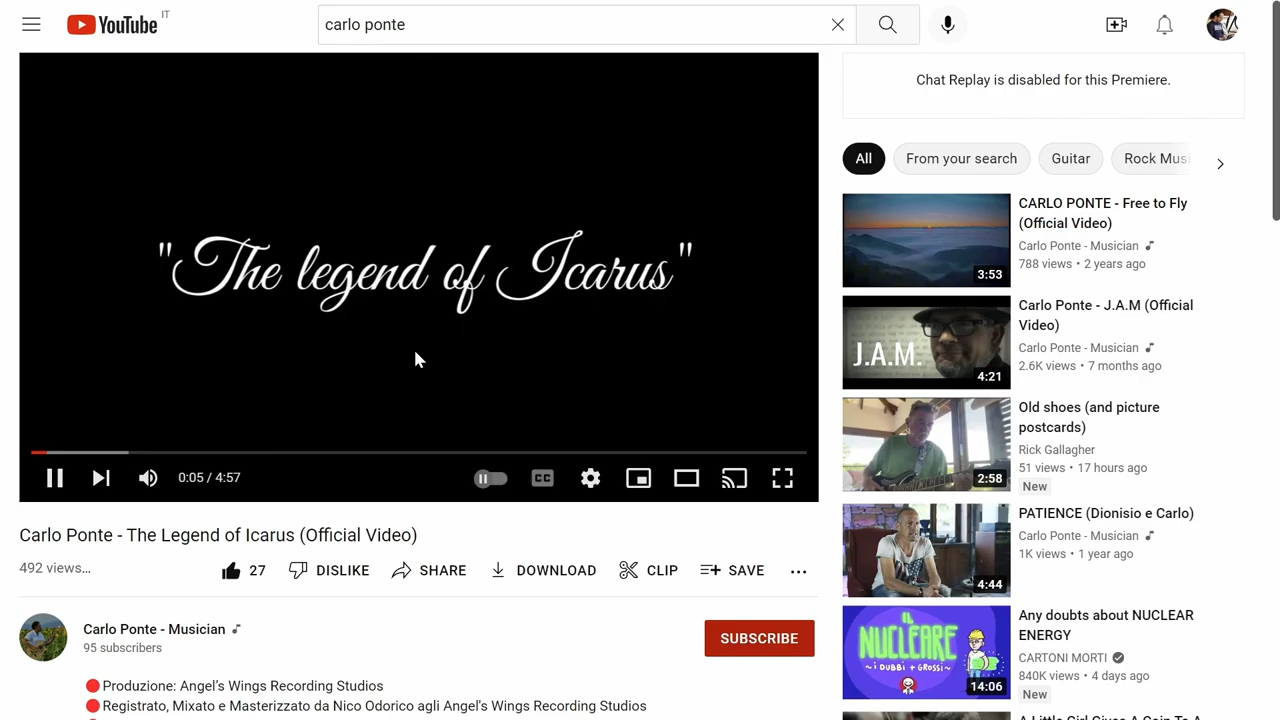 YouTube IT
carlo ponte
"The legend of Icarus"
0:05 / 4:57
CC
Carlo Ponte - The Legend of Icarus (Official Video)
492 views...
27
DISLIKE
SHARE
DOWNLOAD
CLIP
SAVE
Carlo Ponte - Musician
95 subscribers
SUBSCRIBE
Produzione: Angel's Wings Recording Studios
Registrato, Mixato e Masterizzato da Nico Odorico agli Angel's Wings Recording Studios
Chat Replay is disabled for this Premiere.
All
From your search
Guitar
Rock Musi
CARLO PONTE - Free to Fly
(Official Video)
Carlo Ponte - Musician
788 views • 2 years ago
3:53
Carlo Ponte - J.A.M (Official
Video)
Carlo Ponte - Musician
2.6K views • 7 months ago
J.A.M.
4:21
Old shoes (and picture
postcards)
Rick Gallagher
51 views • 17 hours ago
New
2:58
PATIENCE (Dionisio e Carlo)
Carlo Ponte - Musician
1K views • 1 year ago
4:44
Any doubts about NUCLEAR
ENERGY
CARTONI MORTI
840K views • 4 days ago
New
IL
NUCLEARE
~ I DUBBI + GROSSI ~
14:06
A Little Girl Gives A Coin To A